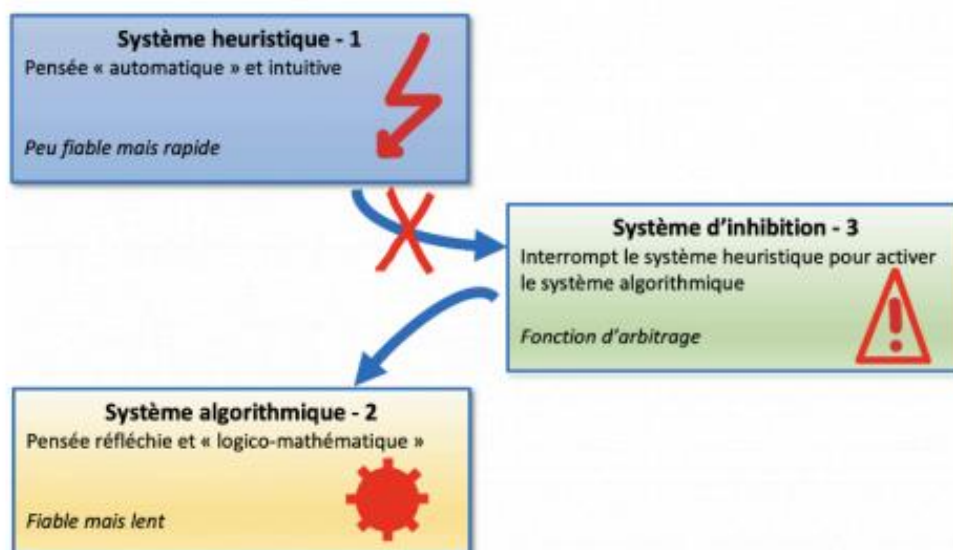 Système heuristique - 1
Pensée « automatique » et intuitive
Peu fiable mais rapide
Système d'inhibition - 3
Interrompt le système heuristique pour activer
le système algorithmique
Fonction d'arbitrage
Système algorithmique - 2
Pensée réfléchie et « logico-mathématique »
Fiable mais lent